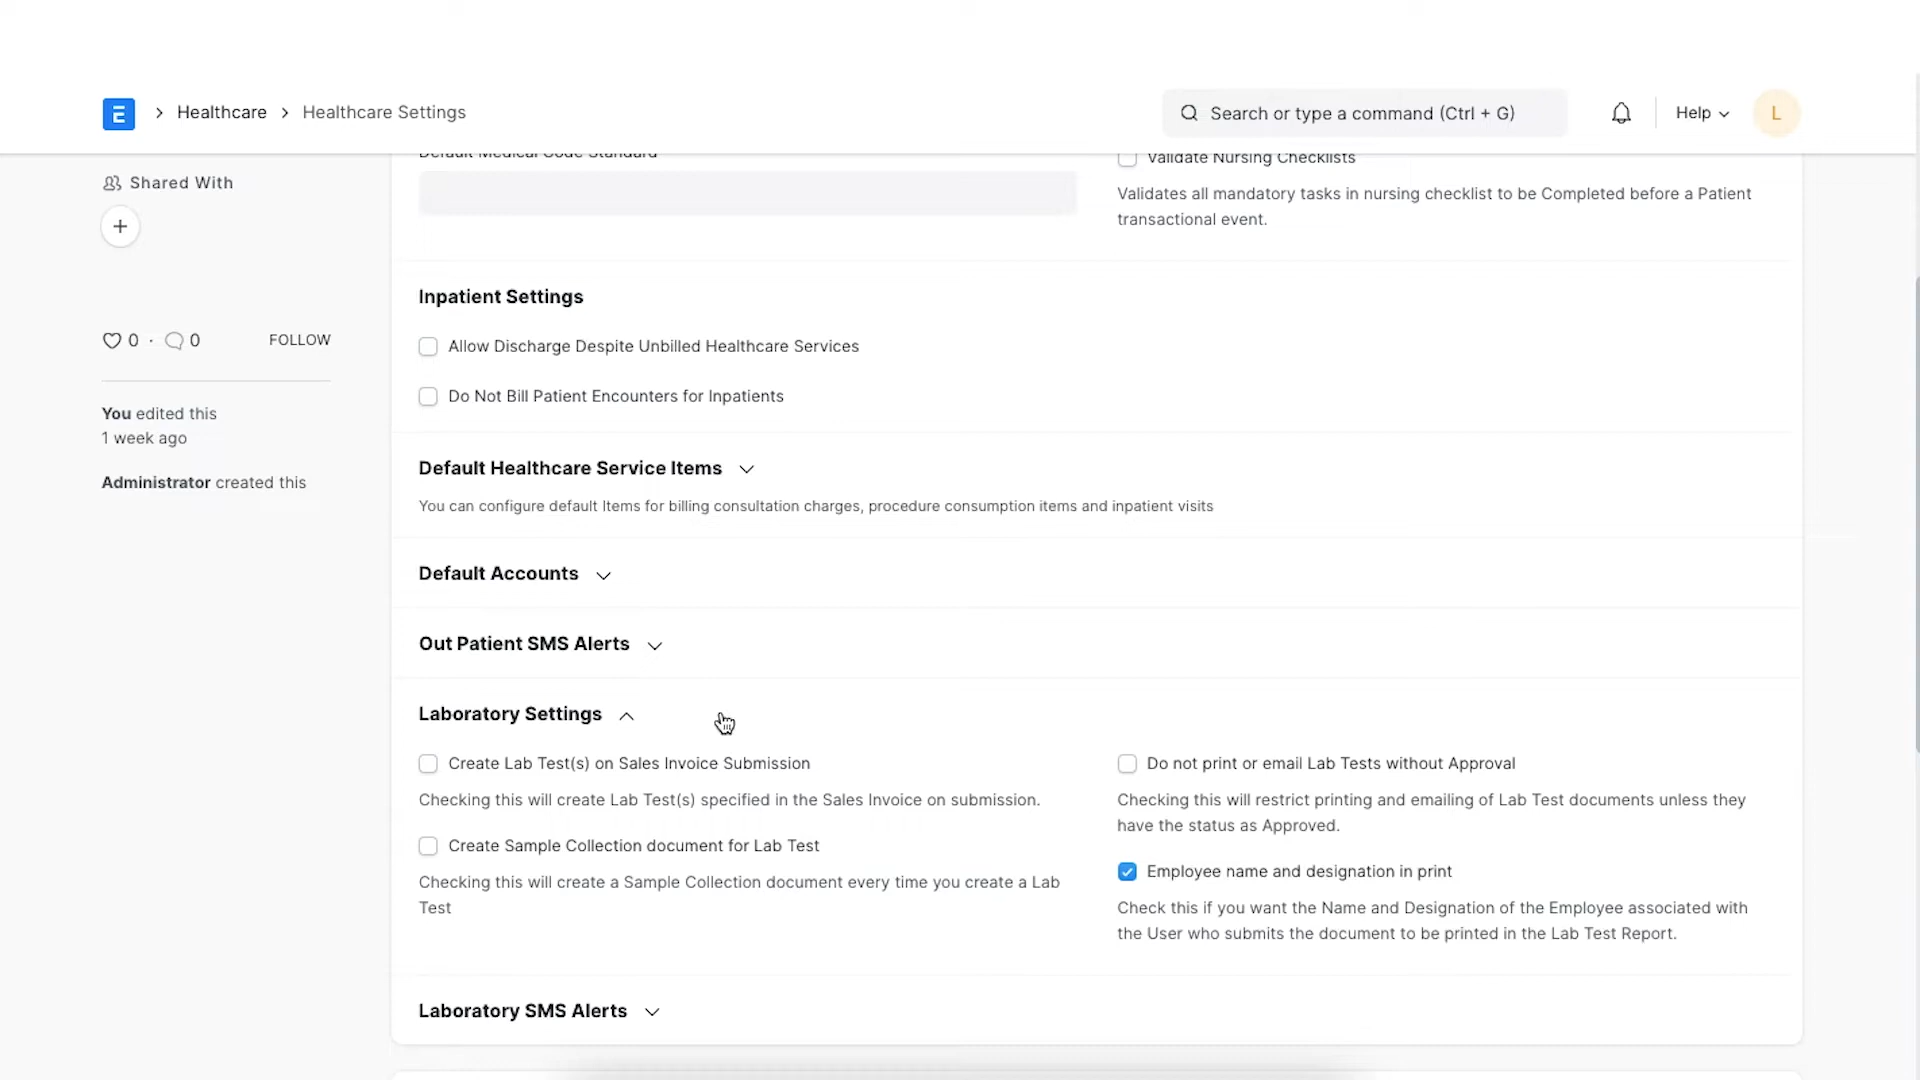 E
Healthcare
Healthcare Settings
Search or type a command (Ctrl + G)
Help
L
Shared With
0 · 0
FOLLOW
You edited this
1 week ago
Administrator created this
Default Medical Code Standard
Validate Nursing Checklists
Validates all mandatory tasks in nursing checklist to be Completed before a Patient
transactional event.
Inpatient Settings
Allow Discharge Despite Unbilled Healthcare Services
Do Not Bill Patient Encounters for Inpatients
Default Healthcare Service Items
You can configure default Items for billing consultation charges, procedure consumption items and inpatient visits
Default Accounts
Out Patient SMS Alerts
Laboratory Settings
Create Lab Test(s) on Sales Invoice Submission
Checking this will create Lab Test(s) specified in the Sales Invoice on submission.
Create Sample Collection document for Lab Test
Checking this will create a Sample Collection document every time you create a Lab
Test
Do not print or email Lab Tests without Approval
Checking this will restrict printing and emailing of Lab Test documents unless they
have the status as Approved.
Employee name and designation in print
Check this if you want the Name and Designation of the Employee associated with
the User who submits the document to be printed in the Lab Test Report.
Laboratory SMS Alerts